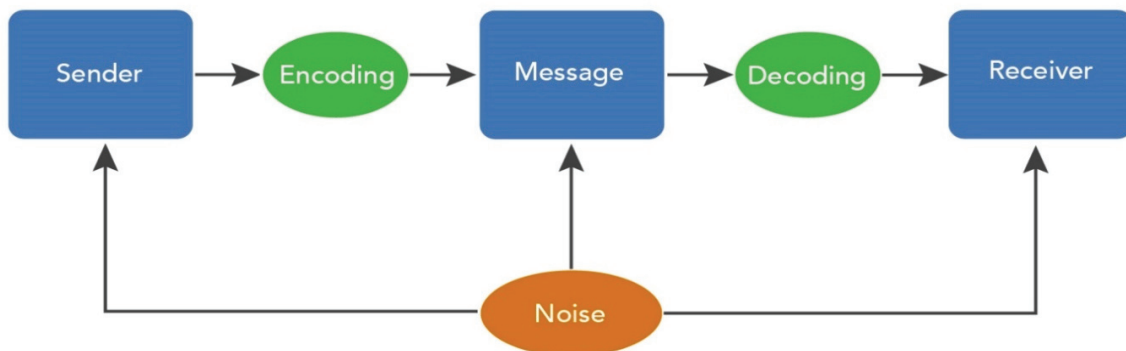 Sender
Encoding
Message
Decoding
Receiver
Noise